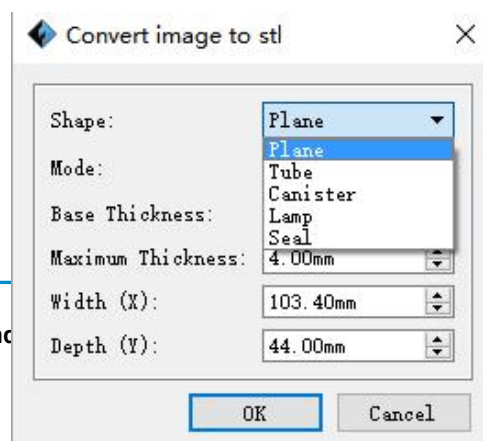 Convert image to stl
Shape: Plane
Plane
Mode: Tube
Canister
Base Thickness: Lamp
Seal
Maximum Thickness: 4.00mm
Width (X): 103.40mm
Depth (Y): 44.00mm
OK Cancel